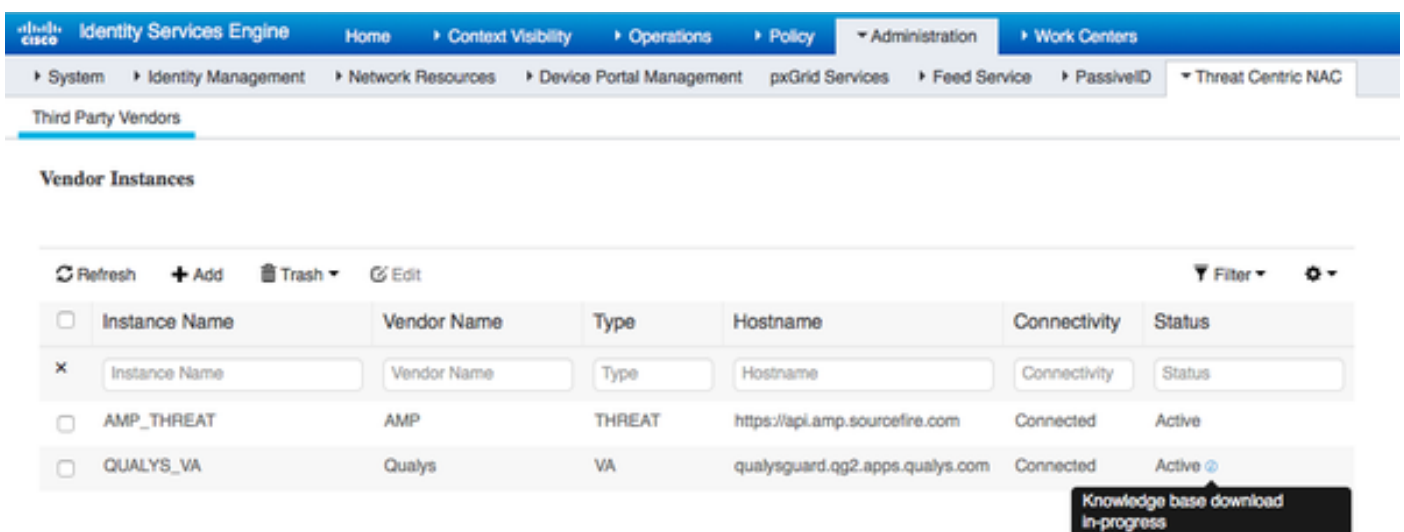 cisco Identity Services Engine Home Context Visibility Operations Policy Administration Work Centers
System Identity Management Network Resources Device Portal Management pxGrid Services Feed Service PassiveID Threat Centric NAC
Third Party Vendors
Vendor Instances
Refresh Add Trash Edit Filter
Instance Name Vendor Name Type Hostname Connectivity Status
Instance Name Vendor Name Type Hostname Connectivity Status
AMP_THREAT AMP THREAT https://api.amp.sourcefire.com Connected Active
QUALYS_VA Qualys VA qualysguard.qg2.apps.qualys.com Connected Active
Knowledge base download
in-progress